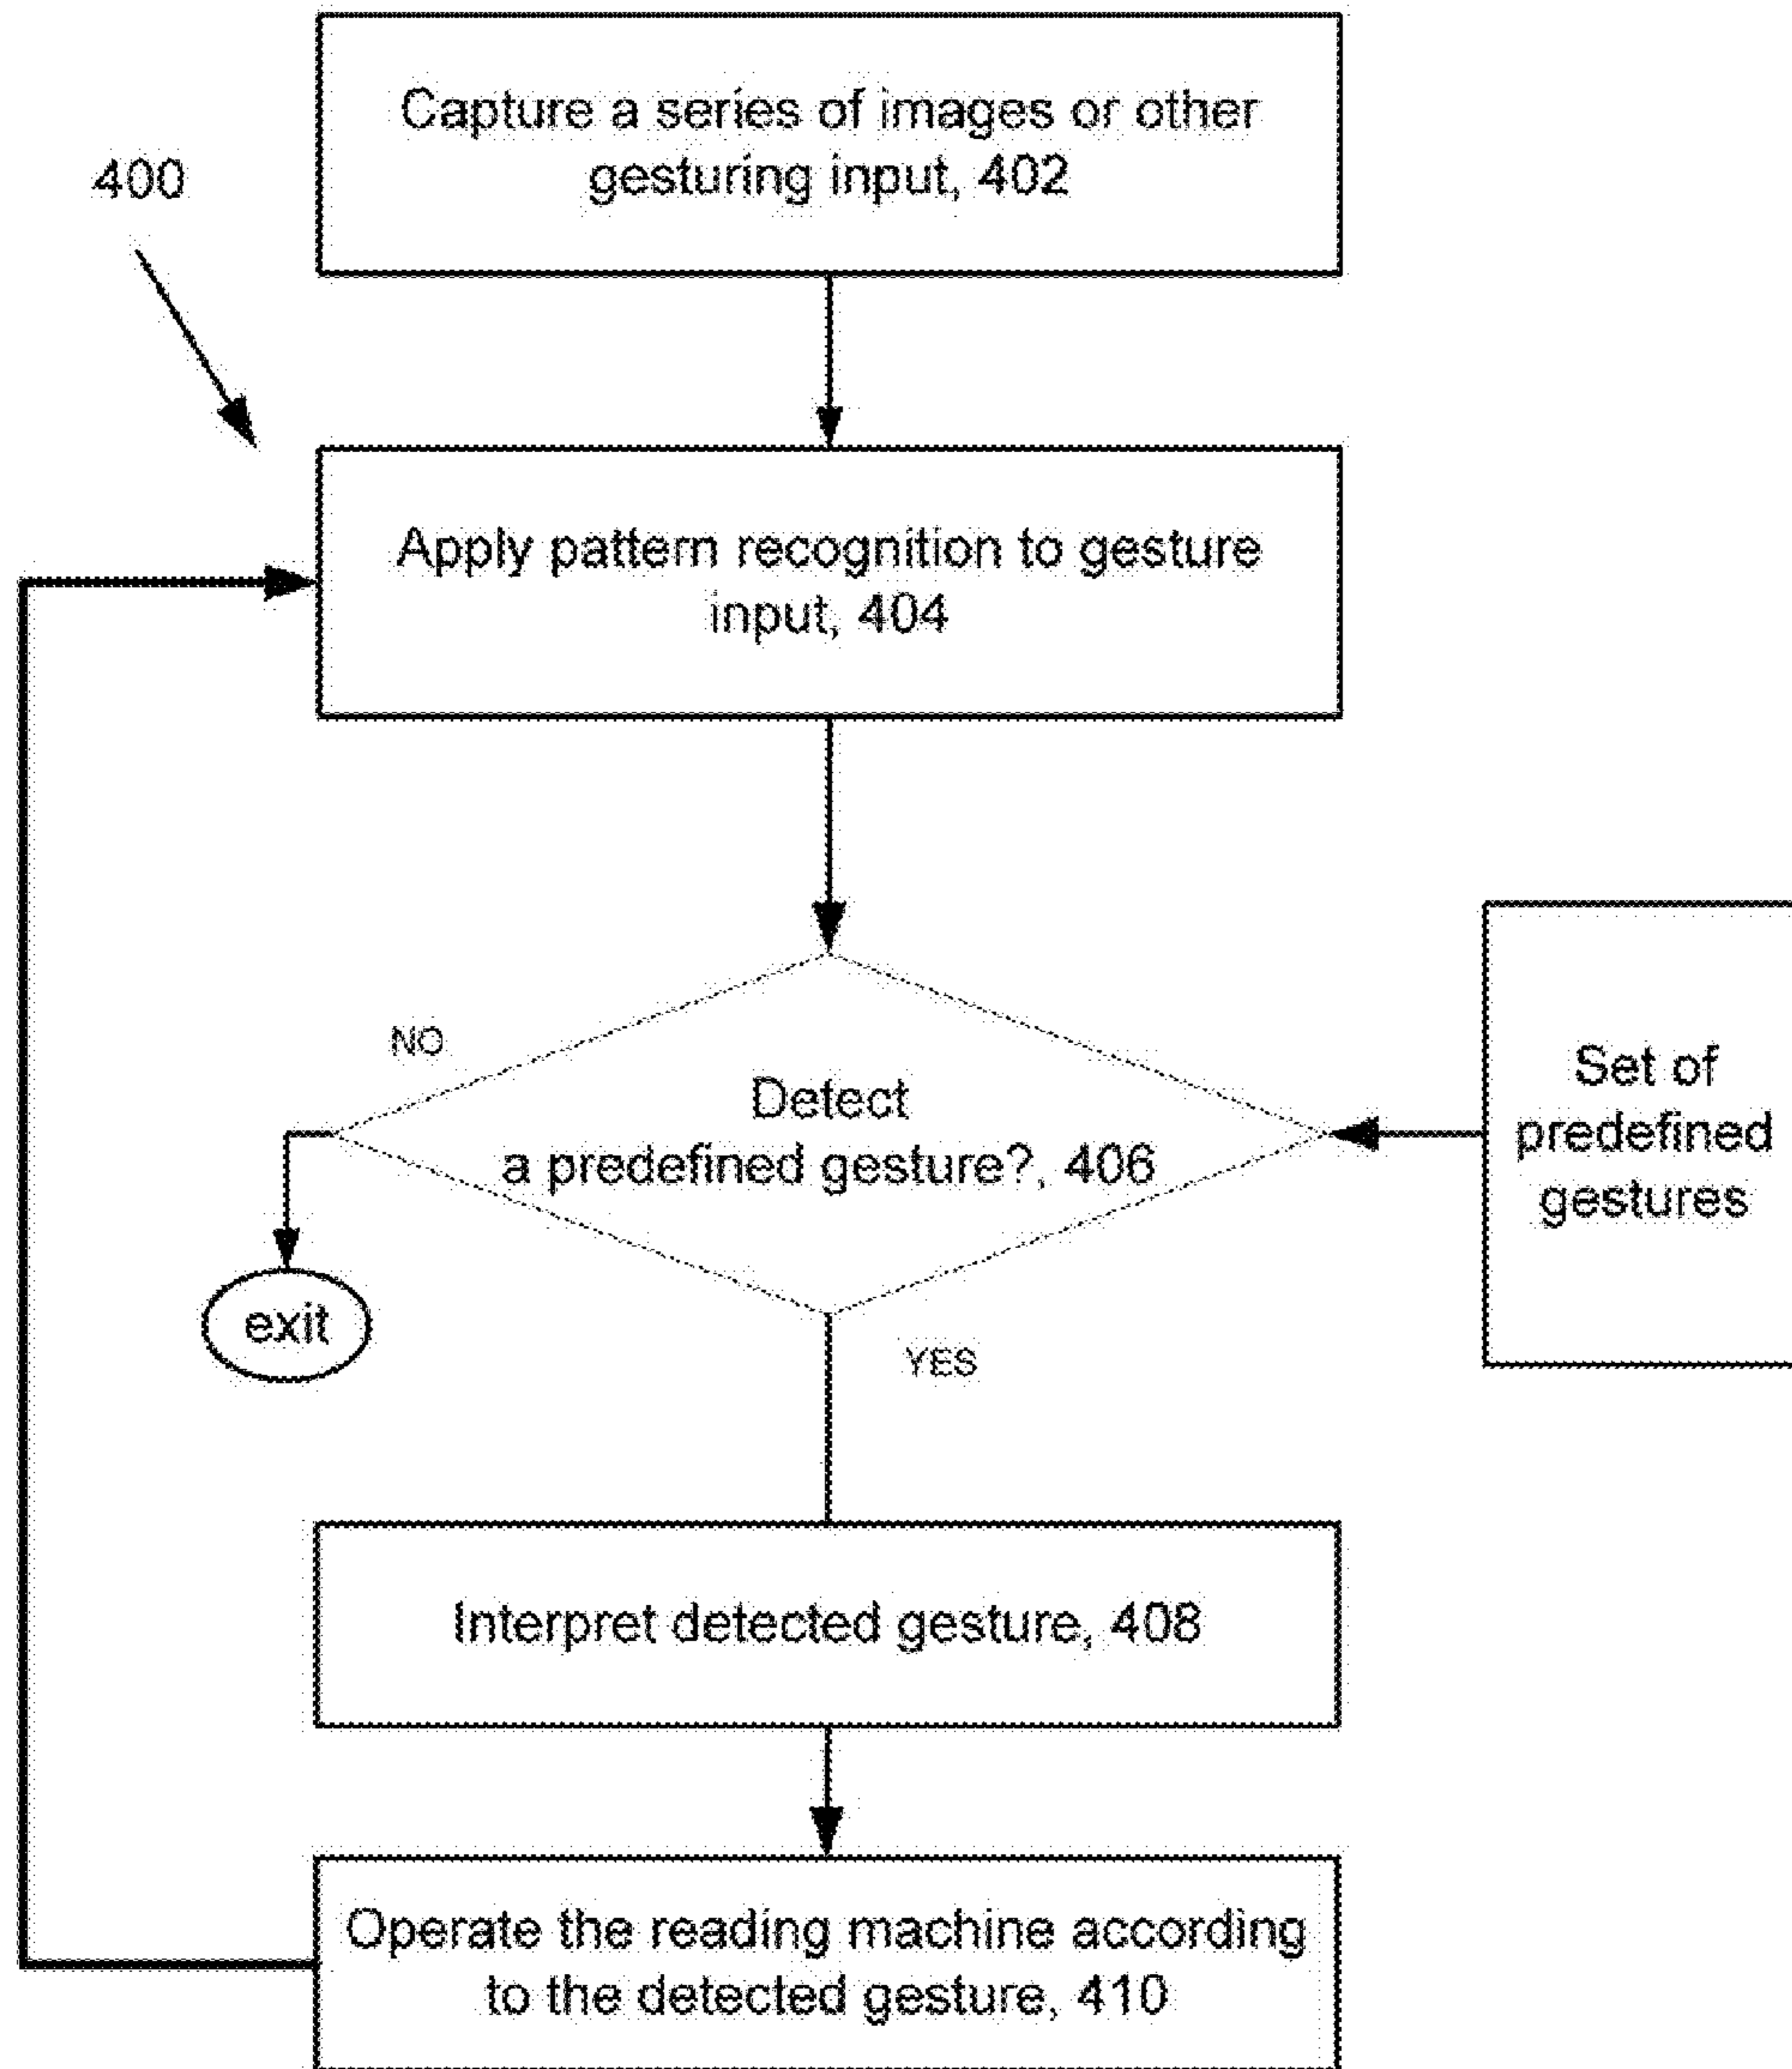 Capture a series of images or other
gesturing input, 402
400
Apply pattern recognition to gesture
input, 404
NO
Detect
a predefined gesture?, 406
Set of
predefined
gestures
exit
YES
Interpret detected gesture, 408
Operate the reading machine according
to the detected gesture, 410